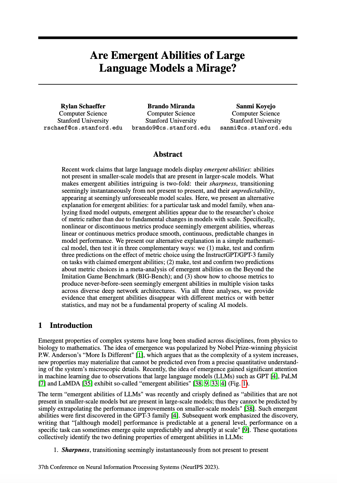 Are Emergent Abilities of Large
Language Models a Mirage?
Rylan Schaeffer
Computer Science
Stanford University
rschaef@cs.stanford.edu
Brando Miranda
Computer Science
Stanford University
brando9@cs.stanford.edu
Sanmi Koyejo
Computer Science
Stanford University
sanmi@cs.stanford.edu
Abstract
Recent work claims that large language models display emergent abilities: abilities
not present in smaller-scale models that are present in larger-scale models. What
makes emergent abilities intriguing is two-fold: their sharpness, transitioning
seemingly instantaneously from not present to present, and their unpredictability,
appearing at seemingly unforeseeable model scales. Here, we present an alternative
explanation for emergent abilities: for a particular task and model family, when ana-
lyzing fixed model outputs, emergent abilities appear due to the researcher's choice
of metric rather than due to fundamental changes in models with scale. Specifically,
nonlinear or discontinuous metrics produce seemingly emergent abilities, whereas
linear or continuous metrics produce smooth, continuous, predictable changes in
model performance. We present our alternative explanation in a simple mathemati-
cal model, then test it in three complementary ways: we (1) make, test and confirm
three predictions on the effect of metric choice using the InstructGPT/GPT-3 family
on tasks with claimed emergent abilities; (2) make, test and confirm two predictions
about metric choices in a meta-analysis of emergent abilities on the Beyond the
Imitation Game Benchmark (BIG-Bench); and (3) show how to choose metrics to
produce never-before-seen seemingly emergent abilities in multiple vision tasks
across diverse deep network architectures. Via all three analyses, we provide
evidence that emergent abilities disappear with different metrics or with better
statistics, and may not be a fundamental property of scaling AI models.
1 Introduction
Emergent properties of complex systems have long been studied across disciplines, from physics to
biology to mathematics. The idea of emergence was popularized by Nobel Prize-winning physicist
P.W. Anderson's "More Is Different" [1], which argues that as the complexity of a system increases,
new properties may materialize that cannot be predicted even from a precise quantitative understand-
ing of the system's microscopic details. Recently, the idea of emergence gained significant attention
in machine learning due to observations that large language models (LLMs) such as GPT [4], PaLM
[7] and LaMDA [35] exhibit so-called "emergent abilities" [38, 9, 33, 4] (Fig. 1).
The term "emergent abilities of LLMs" was recently and crisply defined as "abilities that are not
present in smaller-scale models but are present in large-scale models; thus they cannot be predicted by
simply extrapolating the performance improvements on smaller-scale models" [38]. Such emergent
abilities were first discovered in the GPT-3 family [4]. Subsequent work emphasized the discovery,
writing that "[although model] performance is predictable at a general level, performance on a
specific task can sometimes emerge quite unpredictably and abruptly at scale" [9]. These quotations
collectively identify the two defining properties of emergent abilities in LLMs:
1. Sharpness, transitioning seemingly instantaneously from not present to present
37th Conference on Neural Information Processing Systems (NeurIPS 2023).